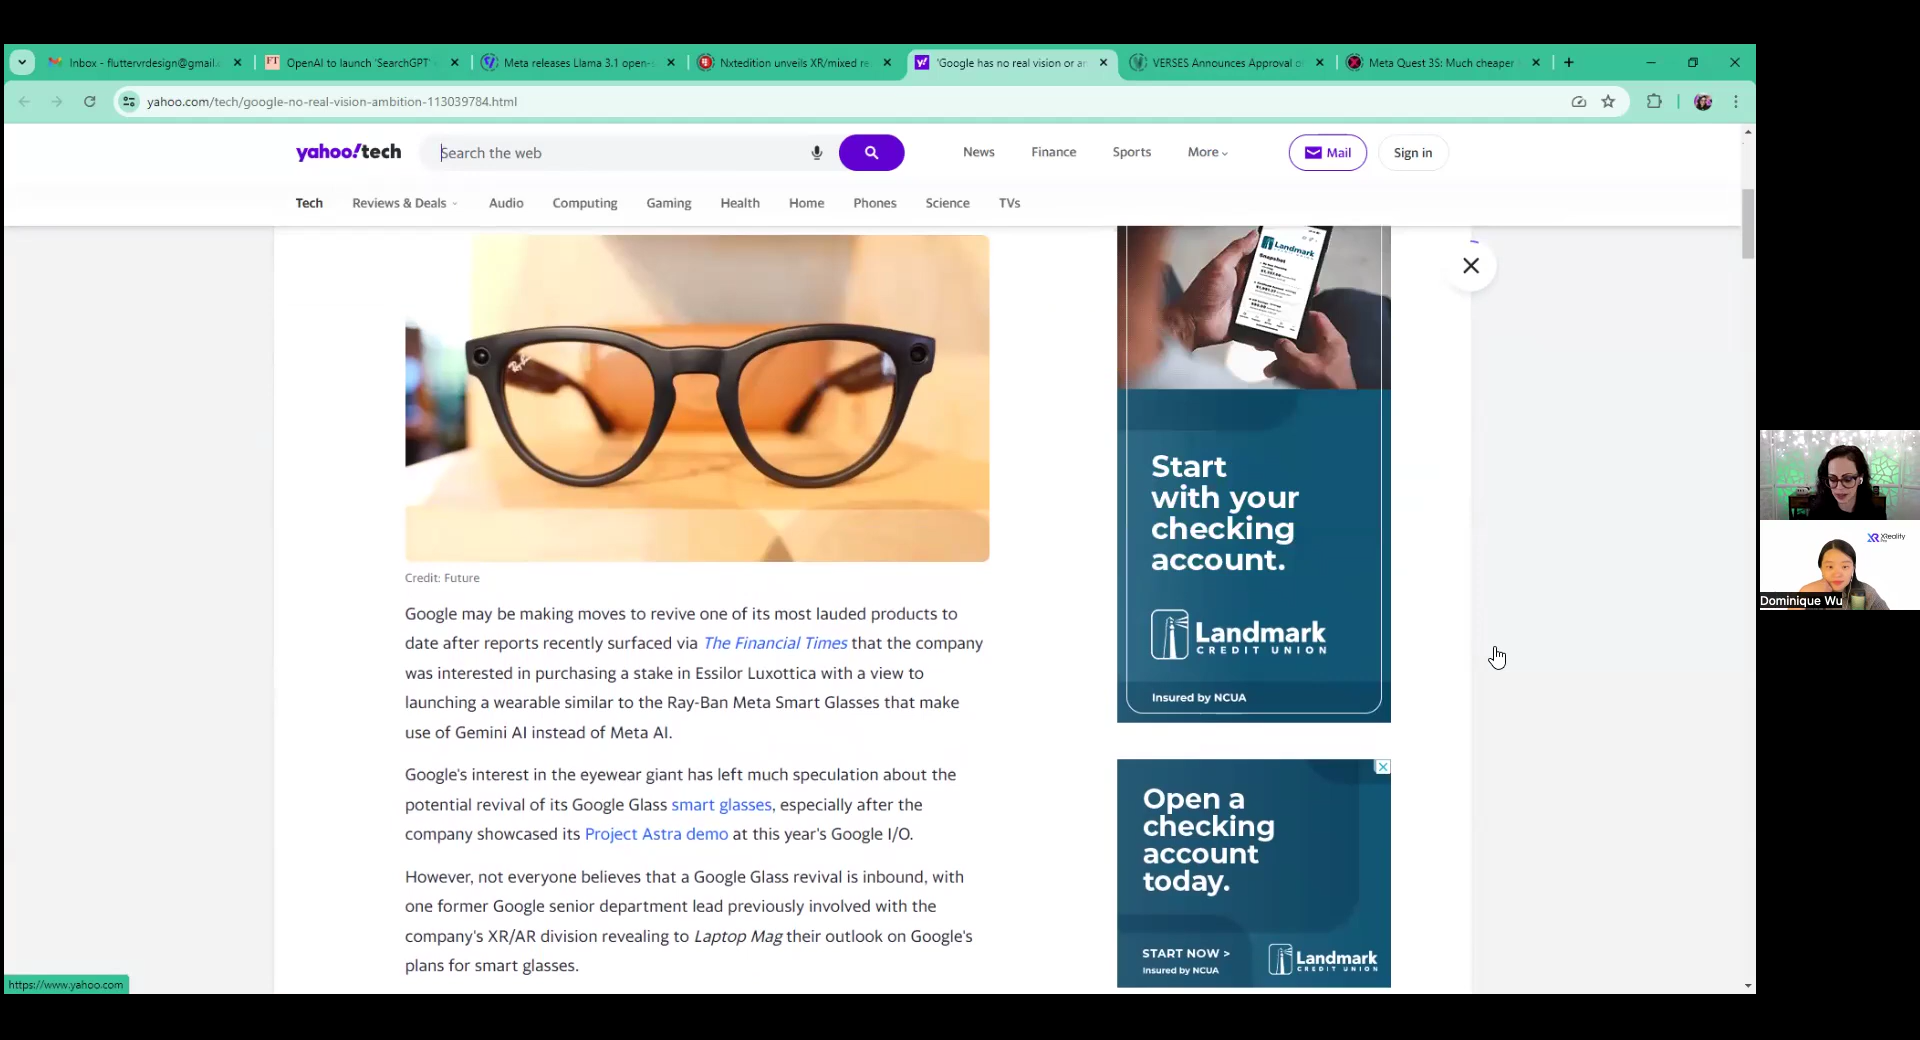 Inbox - fluttervrdesign@gmail.
OpenAI to launch 'SearchGPT'
Meta releases Llama 3.1 open-
Nxtedition unveils XR/mixed re
'Google has no real vision or a
VERSES Announces Approval o
Meta Quest 3S: Much cheaper
yahoo.com/tech/google-no-real-vision-ambition-113039784.html
yahoo!tech
Search the web
News
Finance
Sports
More
Mail
Sign in
Tech
Reviews & Deals
Audio
Computing
Gaming
Health
Home
Phones
Science
TVs
Ray-Ban
Landmark
Snapshot
Start
with your
checking
account.
Landmark
CREDIT UNION
Insured by NCUA
Credit: Future
Google may be making moves to revive one of its most lauded products to
date after reports recently surfaced via The Financial Times that the company
was interested in purchasing a stake in Essilor Luxottica with a view to
launching a wearable similar to the Ray-Ban Meta Smart Glasses that make
use of Gemini AI instead of Meta AI.
Google's interest in the eyewear giant has left much speculation about the
potential revival of its Google Glass smart glasses, especially after the
company showcased its Project Astra demo at this year's Google I/O.
However, not everyone believes that a Google Glass revival is inbound, with
one former Google senior department lead previously involved with the
company's XR/AR division revealing to Laptop Mag their outlook on Google's
plans for smart glasses.
Open a
checking
account
today.
START NOW >
Insured by NCUA
Landmark
CREDIT UNION
https://www.yahoo.com
XReality
Dominique Wu